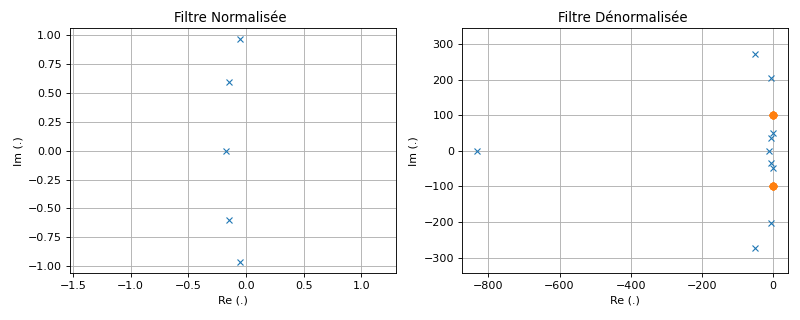 Filtre Normalisée
Im (.)
1.00
0.75
0.50
0.25
0.00
−0.25
−0.50
−0.75
−1.00
−1.5 −1.0 −0.5 0.0 0.5 1.0
Re (.)
Filtre Dénormalisée
Im (.)
300
200
100
0
−100
−200
−300
−800 −600 −400 −200 0
Re (.)